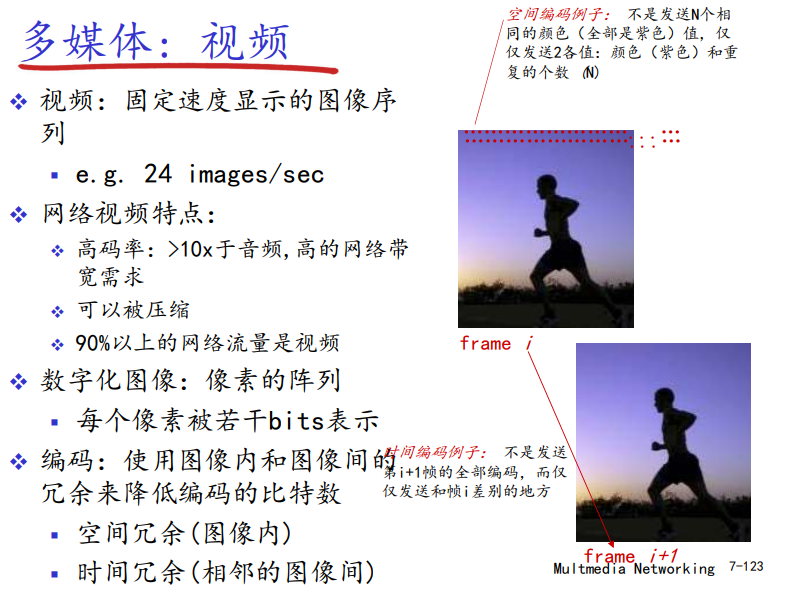 多媒体：视频
视频：固定速度显示的图像序
列
e.g. 24 images/sec
网络视频特点：
高码率：>10x于音频,高的网络带
宽需求
可以被压缩
90%以上的网络流量是视频
数字化图像：像素的阵列
每个像素被若干bits表示
编码：使用图像内和图像间的
冗余来降低编码的比特数
空间冗余(图像内)
时间冗余(相邻的图像间)
空间编码例子： 不是发送N个相
同的颜色（全部是紫色）值，仅
仅发送2各值：颜色（紫色）和重
复的个数（N)
frame i
时间编码例子： 不是发送
第i+1帧的全部编码，而仅
仅发送和帧i差别的地方
frame i+1
Multmedia Networking 7-123